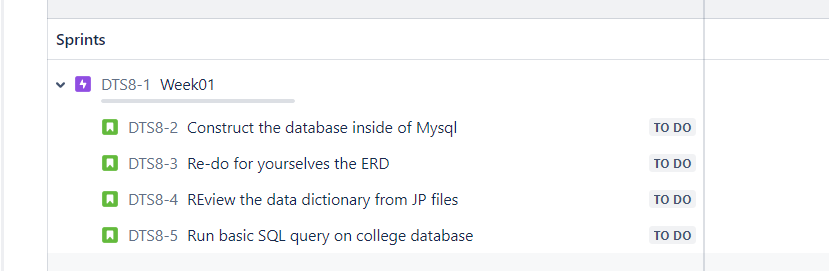 Sprints
DTS8-1 Week01
DTS8-2 Construct the database inside of Mysql TO DO
DTS8-3 Re-do for yourselves the ERD TO DO
DTS8-4 REview the data dictionary from JP files TO DO
DTS8-5 Run basic SQL query on college database TO DO